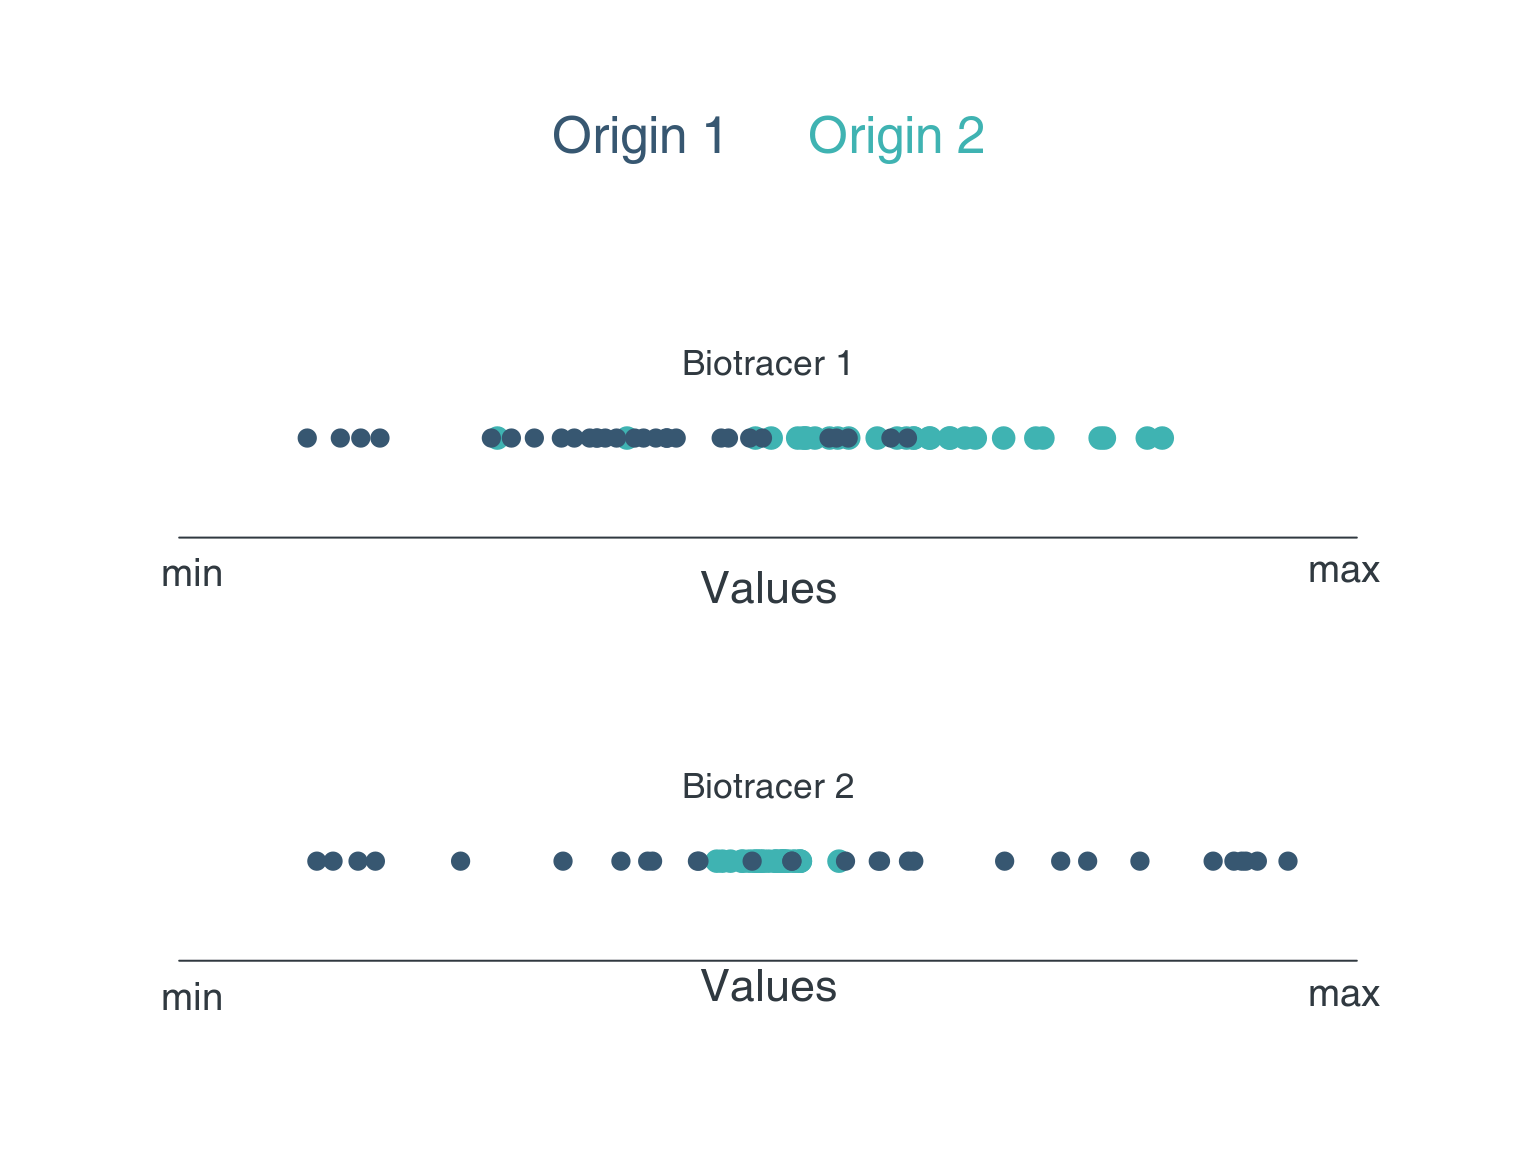 Origin 1 Origin 2
Biotracer 1
min Values max
Biotracer 2
min Values max